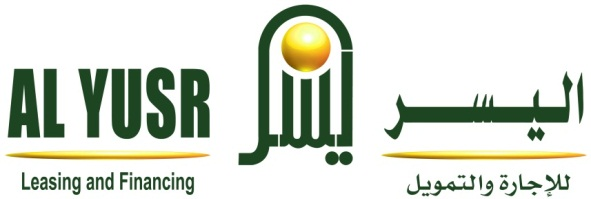 AL YUSR
Leasing and Financing
يسر
اليسر
للإجارة والتمويل